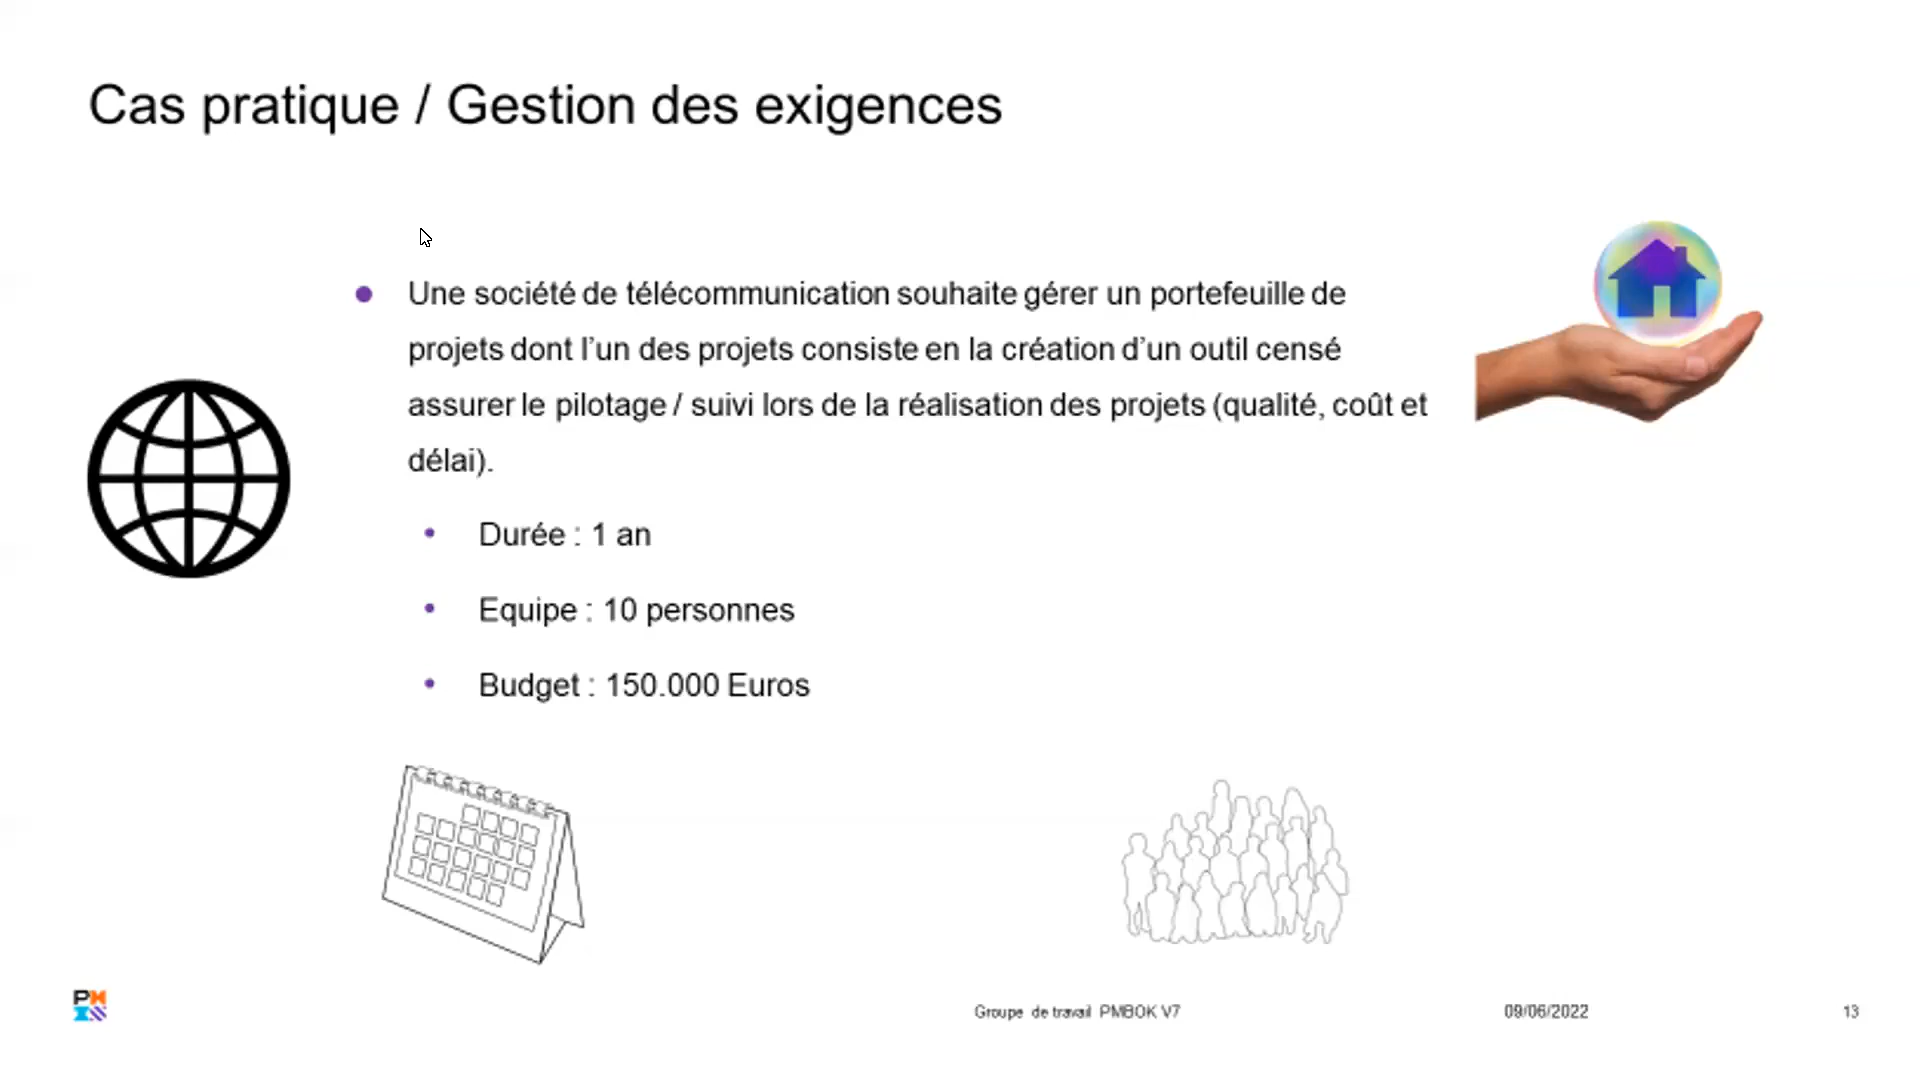 Cas pratique / Gestion des exigences
Une société de télécommunication souhaite gérer un portefeuille de
projets dont l'un des projets consiste en la création d'un outil censé
assurer le pilotage / suivi lors de la réalisation des projets (qualité, coût et
délai).
Durée : 1 an
Equipe : 10 personnes
Budget : 150.000 Euros
Groupe de travail PMBOK V7
09/06/2022
13